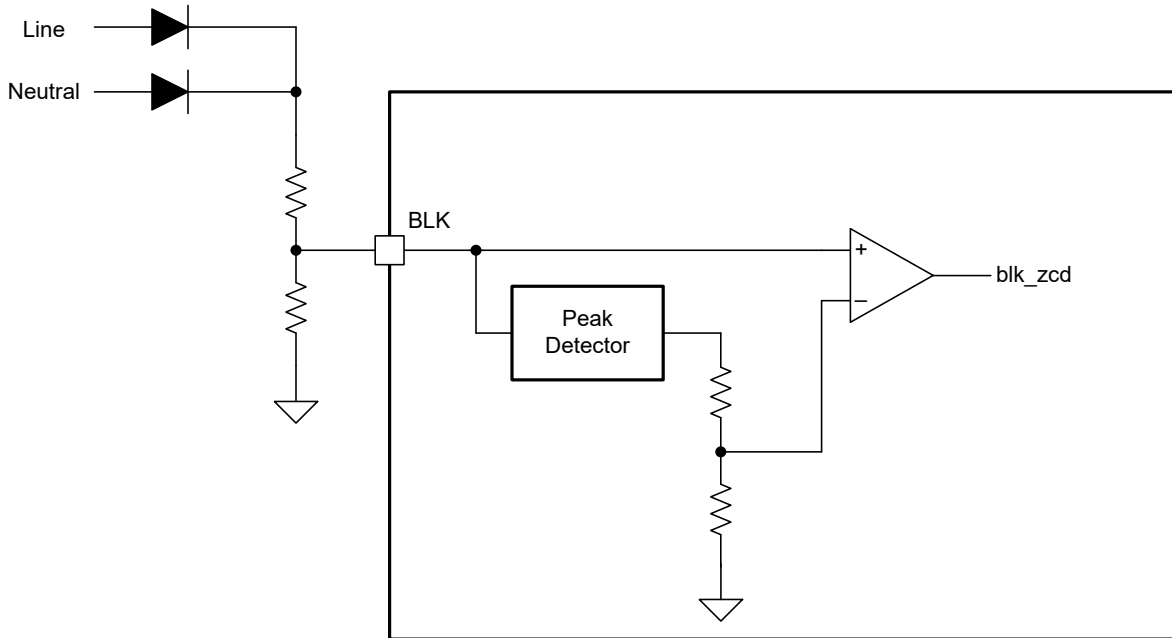 Line
Neutral
BLK
Peak
Detector
+
−
blk_zcd